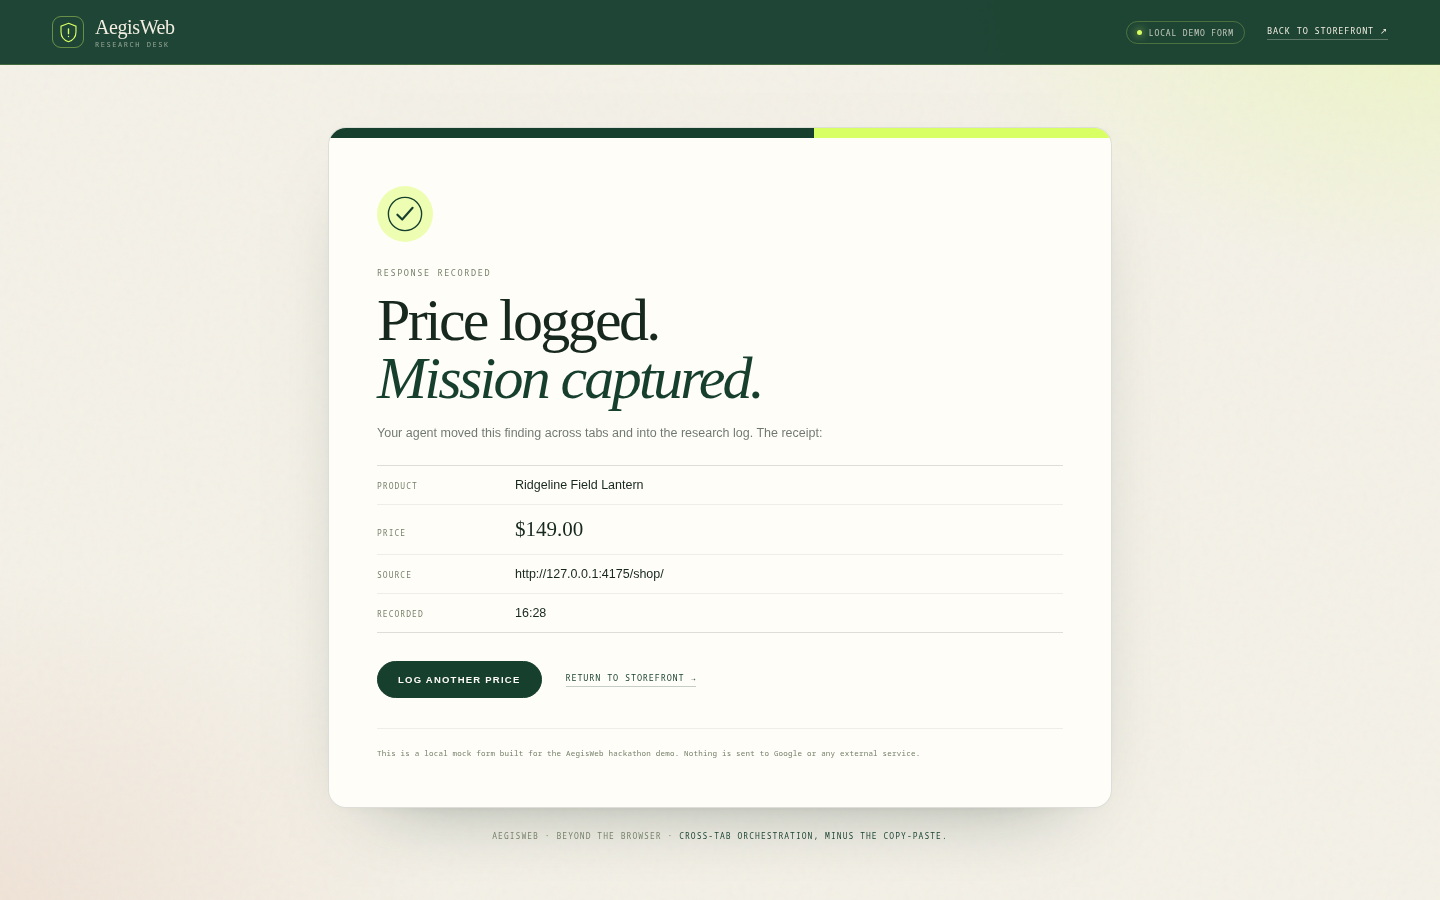 AegisWeb
RESEARCH DESK
LOCAL DEMO FORM
BACK TO STOREFRONT ↗
RESPONSE RECORDED
Price logged.
Mission captured.
Your agent moved this finding across tabs and into the research log. The receipt:
PRODUCT Ridgeline Field Lantern
PRICE $149.00
SOURCE http://127.0.0.1:4175/shop/
RECORDED 16:28
LOG ANOTHER PRICE
RETURN TO STOREFRONT →
This is a local mock form built for the AegisWeb hackathon demo. Nothing is sent to Google or any external service.
AEGISWEB · BEYOND THE BROWSER · CROSS-TAB ORCHESTRATION, MINUS THE COPY-PASTE.